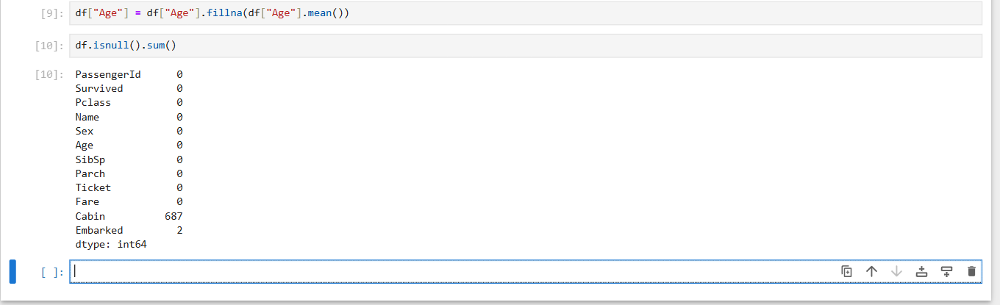 [9]: df["Age"] = df["Age"].fillna(df["Age"].mean())
[10]: df.isnull().sum()
[10]: PassengerId 0
Survived 0
Pclass 0
Name 0
Sex 0
Age 0
SibSp 0
Parch 0
Ticket 0
Fare 0
Cabin 687
Embarked 2
dtype: int64
[ ]: